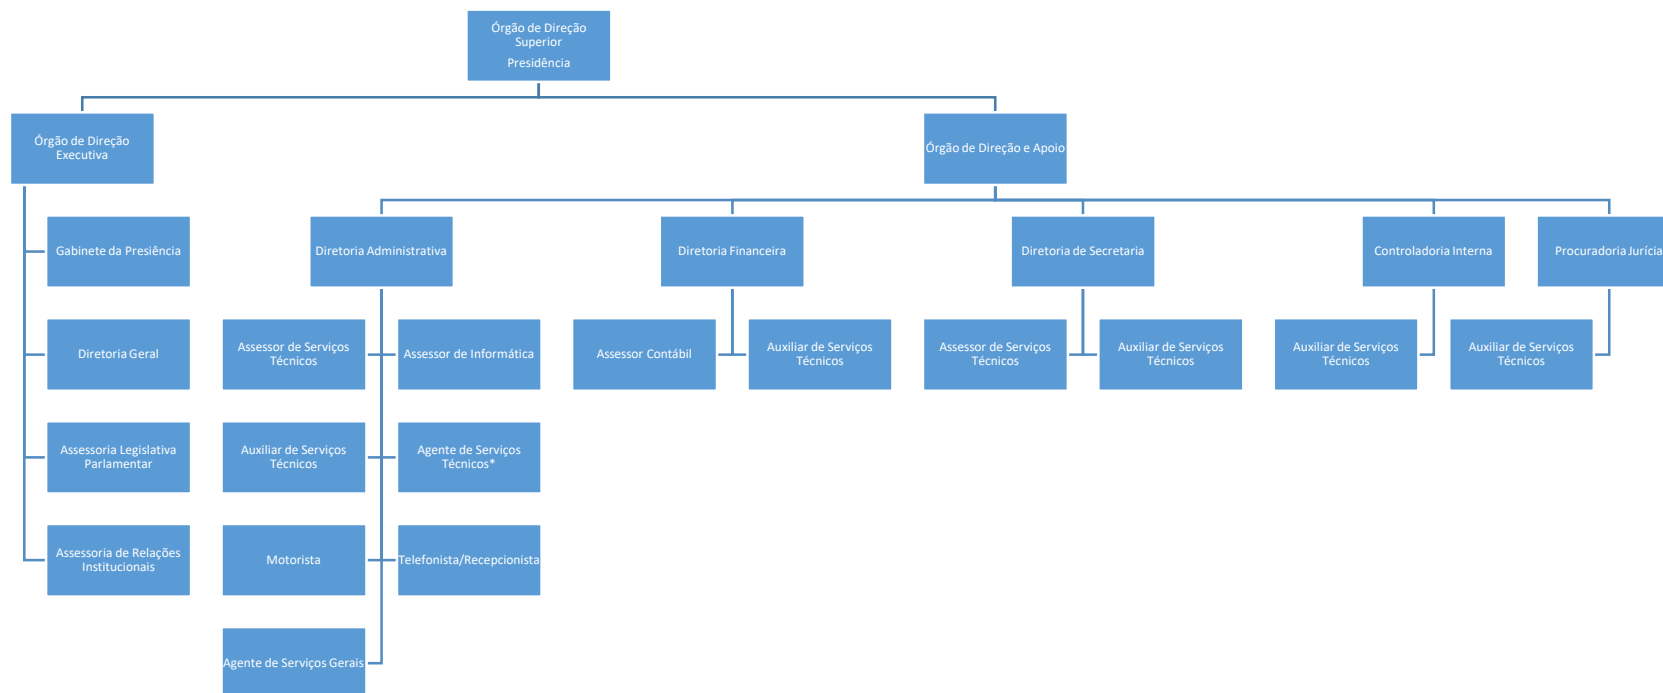 Órgão de Direção
Superior
Presidência
Órgão de Direção
Executiva
Órgão de Direção e Apoio
Gabinete da Presiência
Diretoria Administrativa
Diretoria Financeira
Diretoria de Secretaria
Controladoria Interna
Procuradoria Jurícia
Diretoria Geral
Assessor de Serviços
Técnicos
Assessor de Informática
Assessor Contábil
Auxiliar de Serviços
Técnicos
Assessor de Serviços
Técnicos
Auxiliar de Serviços
Técnicos
Auxiliar de Serviços
Técnicos
Auxiliar de Serviços
Técnicos
Assessoria Legislativa
Parlamentar
Auxiliar de Serviços
Técnicos
Agente de Serviços
Técnicos*
Assessoria de Relações
Institucionais
Motorista
Telefonista/Recepcionista
Agente de Serviços Gerais